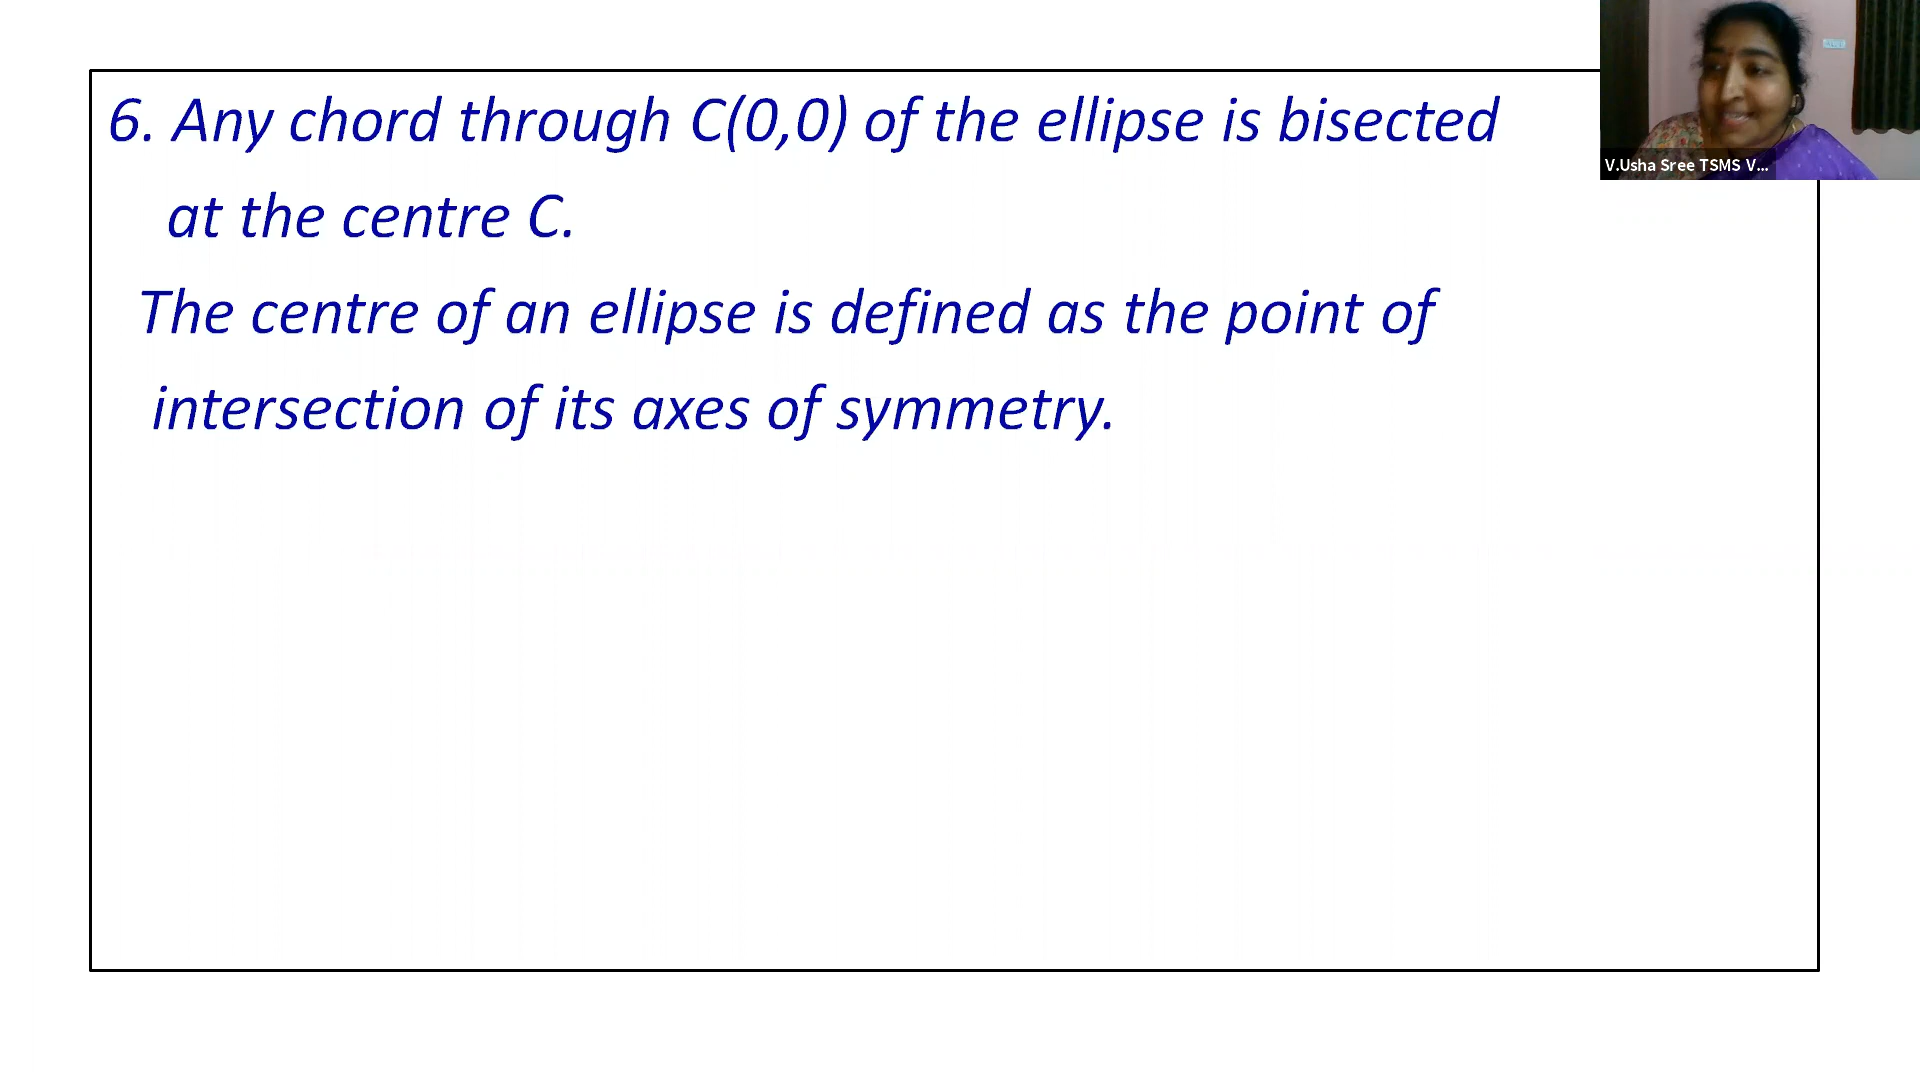 6. Any chord through C(0,0) of the ellipse is bisected
at the centre C.
The centre of an ellipse is defined as the point of
intersection of its axes of symmetry.
V.Usha Sree TSMS V...